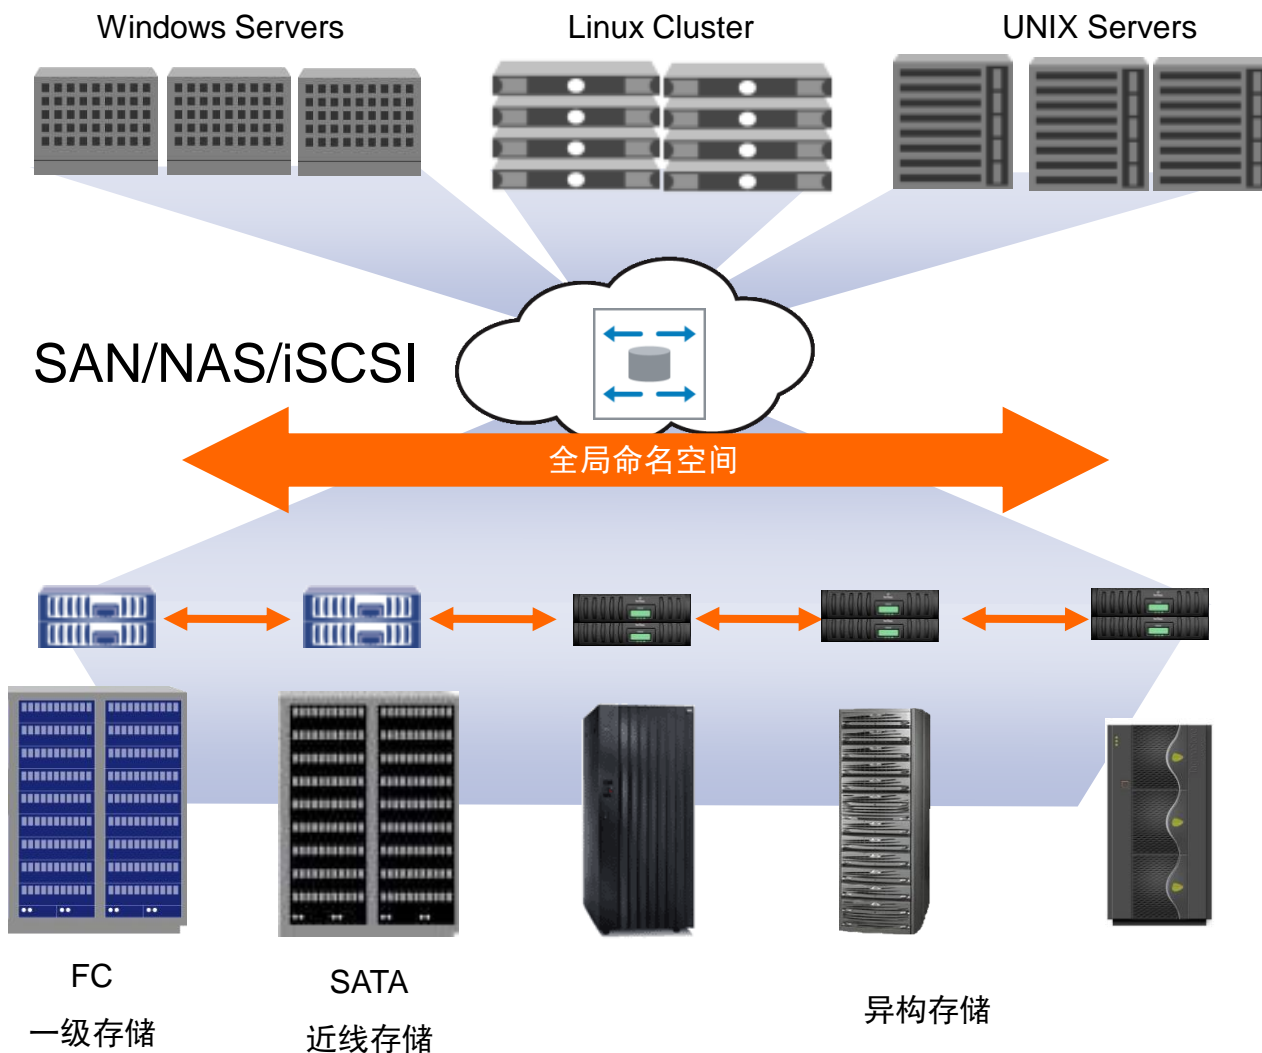 Windows Servers
Linux Cluster
UNIX Servers
SAN/NAS/iSCSI
全局命名空间
FC
一级存储
SATA
近线存储
异构存储